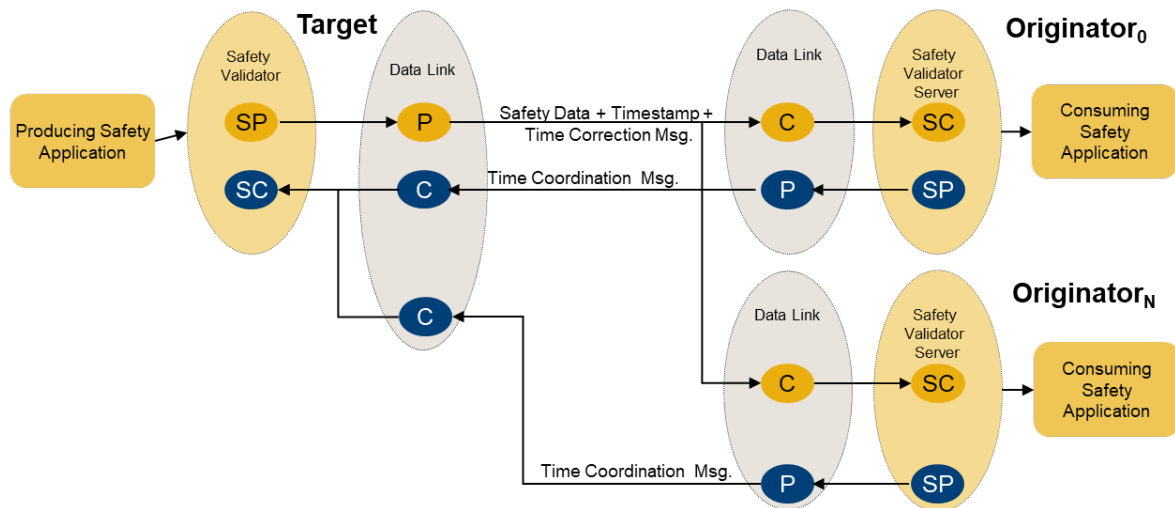 Target
Originator0
Safety
Validator
Data Link
Data Link
Safety
Validator
Server
Producing Safety
Application
SP
P
Safety Data + Timestamp +
Time Correction Msg.
C
SC
Consuming
Safety
Application
SC
C
Time Coordination Msg.
P
SP
OriginatorN
C
Data Link
Safety
Validator
Server
C
SC
Consuming
Safety
Application
Time Coordination Msg.
P
SP